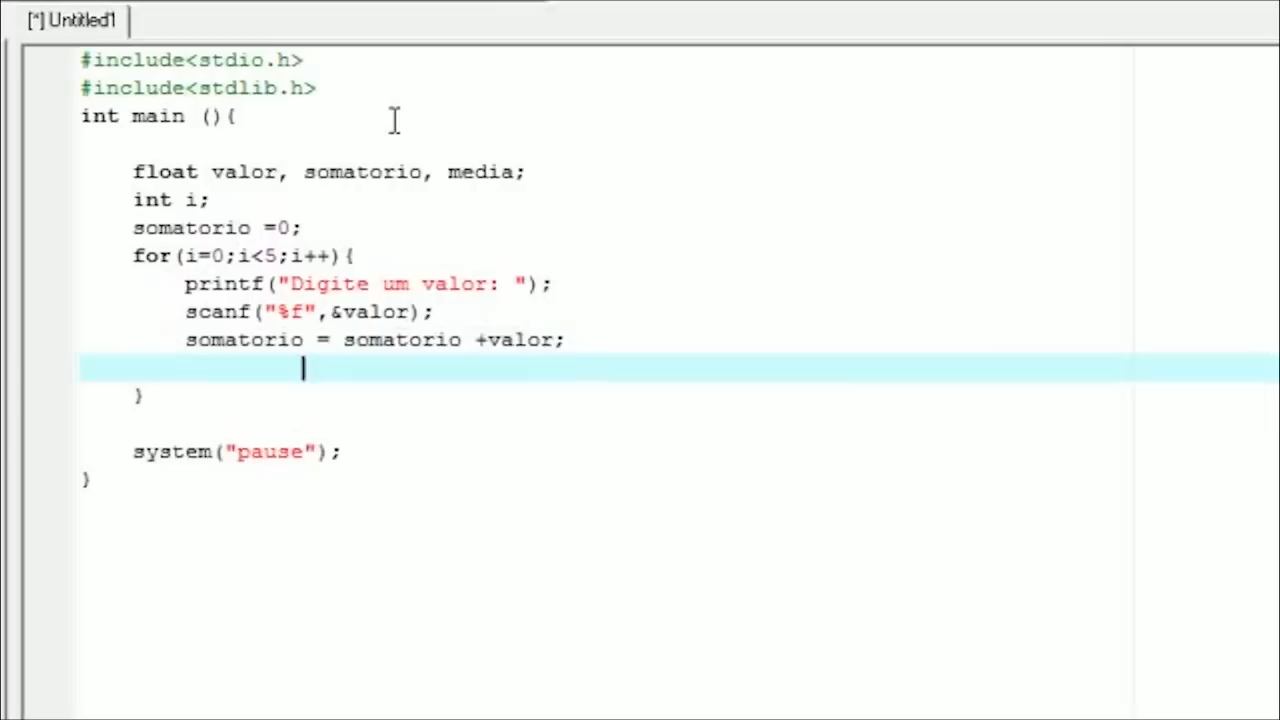 [*] Untitled1
#include<stdio.h>
#include<stdlib.h>
int main (){
float valor, somatorio, media;
int i;
somatorio =0;
for(i=0;i<5;i++){
printf("Digite um valor: ");
scanf("%f",&valor);
somatorio = somatorio +valor;
}
system("pause");
}